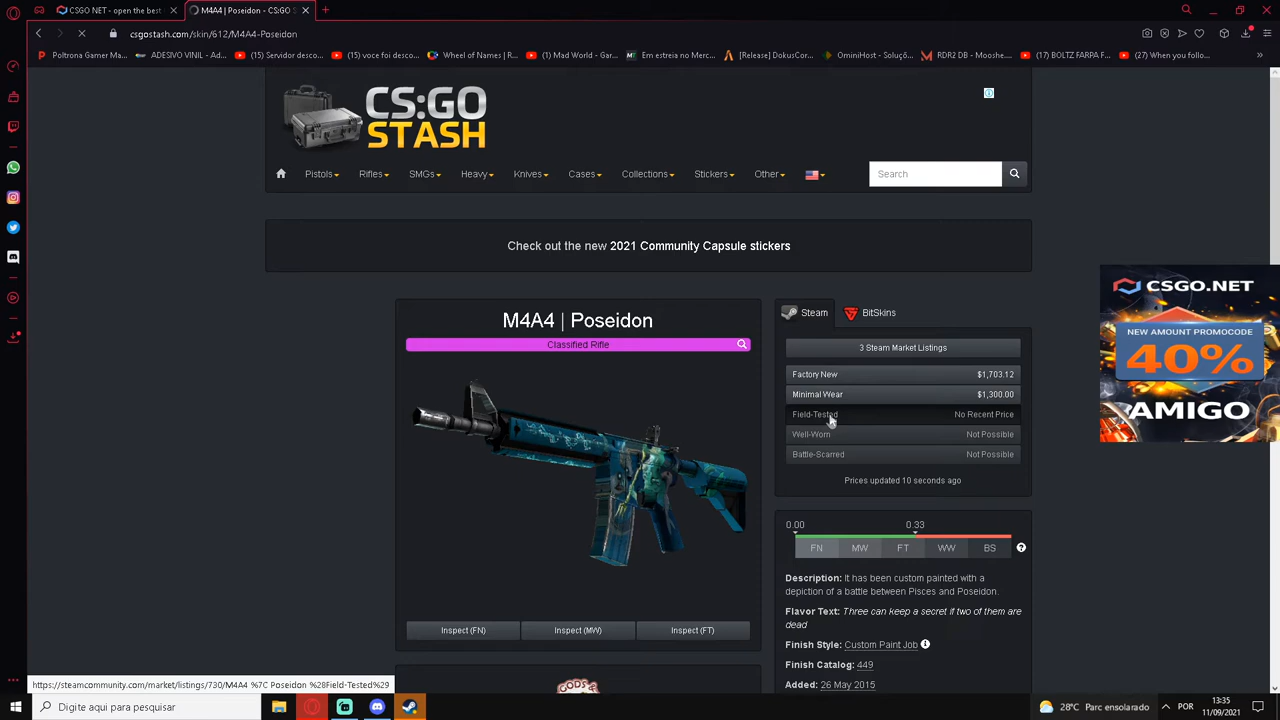 CSGO NET - open the best
M4A4 | Poseidon - CS:GO S
csgostash.com/skin/612/M4A4-Poseidon
Poltrona Gamer Ma...
ADESIVO VINIL - Ad...
(15) Servidor desco...
(15) voce foi desco...
Wheel of Names | R...
(1) Mad World - Gar...
Em estreia no Merc...
[Release] DokusCor...
OminiHost - Soluçõ...
RDR2 DB - Mooshe...
(17) BOLTZ FARPA F...
(27) When you follo...
CS:GO
STASH
Pistols Rifles SMGs Heavy Knives Cases Collections Stickers Other
Search
Check out the new 2021 Community Capsule stickers
M4A4 | Poseidon
Classified Rifle
Inspect (FN) Inspect (MW) Inspect (FT)
GODS
Steam BitSkins
3 Steam Market Listings
Factory New $1,703.12
Minimal Wear $1,300.00
Field-Tested No Recent Price
Well-Worn Not Possible
Battle-Scarred Not Possible
Prices updated 10 seconds ago
0.00 0.33
FN MW FT WW BS
Description: It has been custom painted with a
depiction of a battle between Pisces and Poseidon.
Flavor Text: Three can keep a secret if two of them are
dead
Finish Style: Custom Paint Job
Finish Catalog: 449
Added: 26 May 2015
CSGO.NET
NEW AMOUNT PROMOCODE
40%
AMIGO
https://steamcommunity.com/market/listings/730/M4A4 %7C Poseidon %28Field-Tested%29
Digite aqui para pesquisar
28°C Parc ensolarado
POR
13:35
11/09/2021